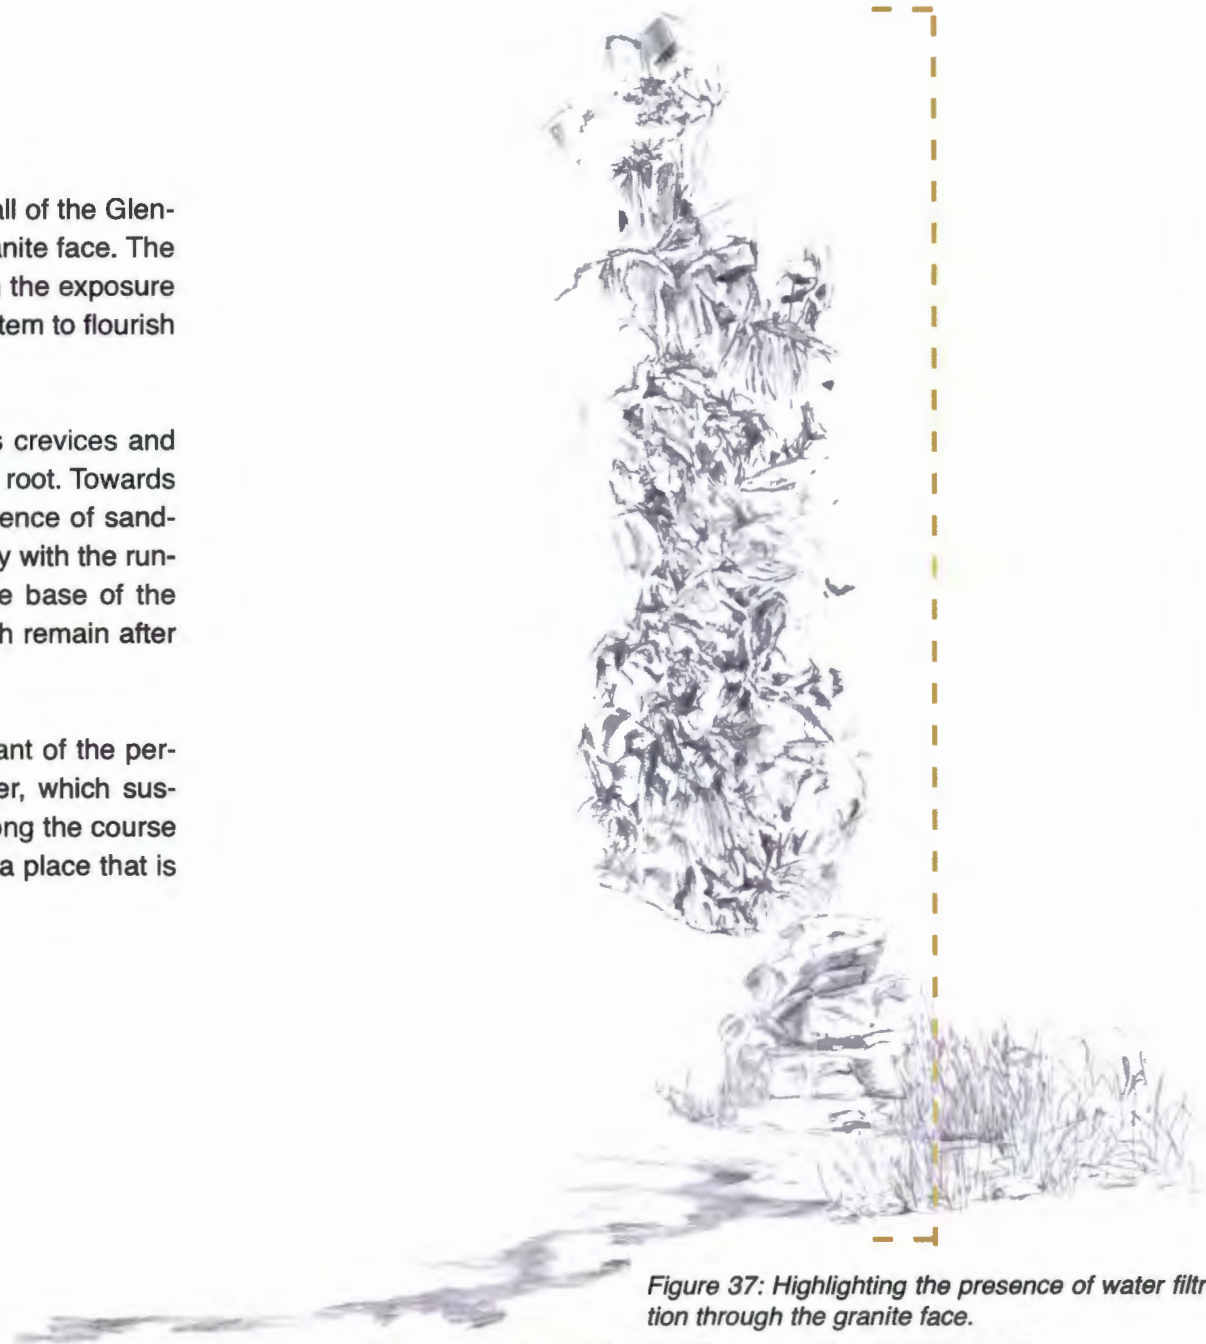 all of the Glen-
anite face. The
the exposure
tem to flourish
s crevices and
root. Towards
ence of sand-
y with the run-
e base of the
h remain after
ant of the per-
er, which sus-
ong the course
a place that is
Figure 37: Highlighting the presence of water filtr
tion through the granite face.